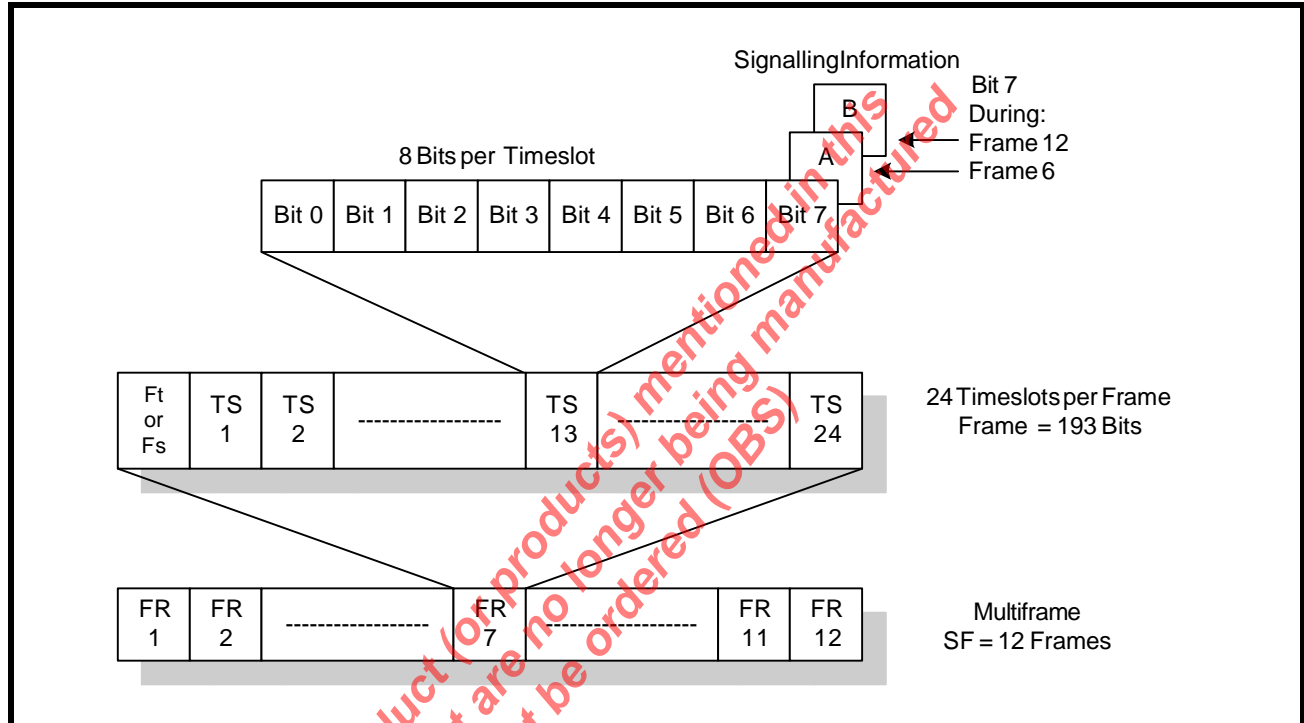 SignallingInformation
B
A
Bit 7
During:
Frame 12
Frame 6
8 Bits per Timeslot
Bit 0 Bit 1 Bit 2 Bit 3 Bit 4 Bit 5 Bit 6 Bit 7
Ft or Fs
TS 1
TS 2
TS 13
TS 24
24 Timeslots per Frame
Frame = 193 Bits
FR 1
FR 2
FR 7
FR 11
FR 12
Multiframe
SF = 12 Frames
uct (or products) mentioned in this
t are no longer being manufactured
t be ordered (OBS)